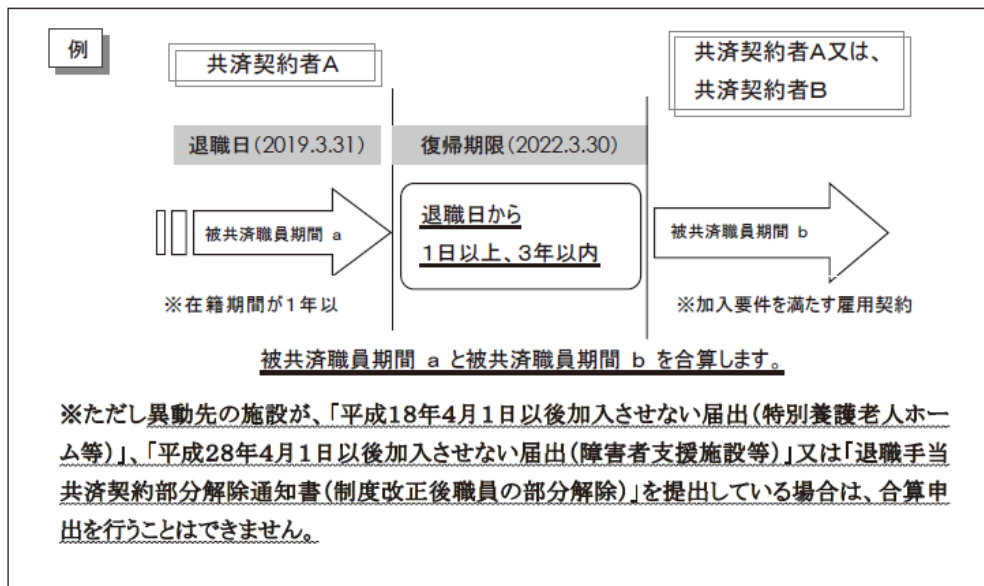 例
共済契約者A
共済契約者A又は、
共済契約者B
退職日(2019.3.31)
復帰期限(2022.3.30)
被共済職員期間 a
退職日から
1日以上、3年以内
被共済職員期間 b
※在籍期間が1年以
※加入要件を満たす雇用契約
被共済職員期間 a と被共済職員期間 b を合算します。
※ただし異動先の施設が、「平成18年4月1日以後加入させない届出(特別養護老人ホー
ム等)」、「平成28年4月1日以後加入させない届出(障害者支援施設等)」又は「退職手当
共済契約部分解除通知書(制度改正後職員の部分解除)」を提出している場合は、合算申
出を行うことはできません。